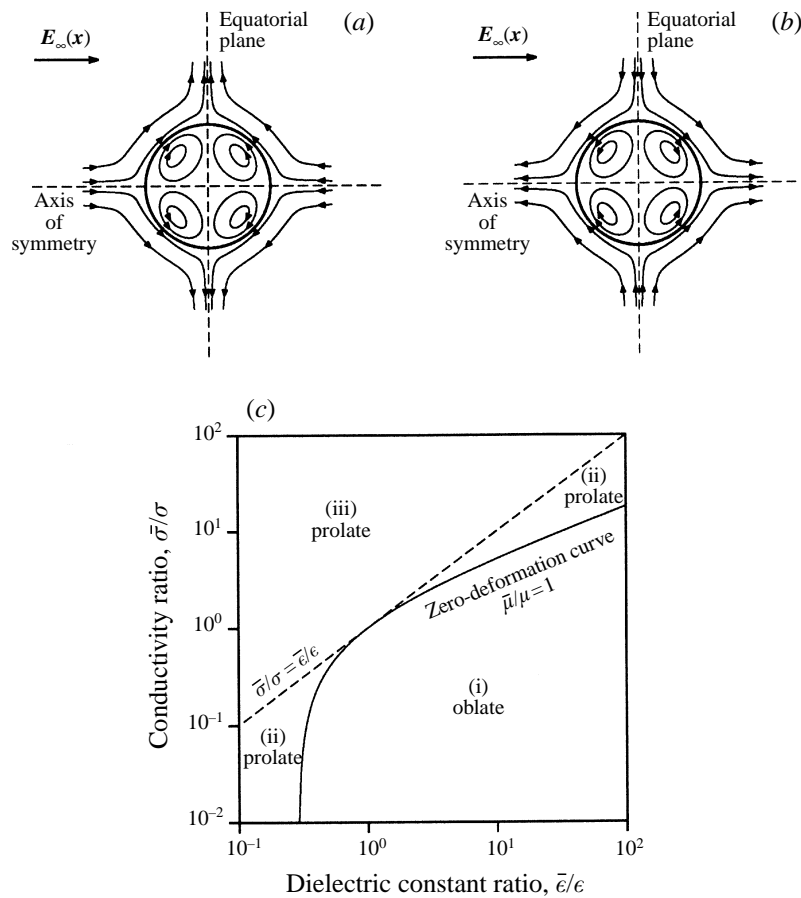 (a)
Equatorial
plane
E∞(x)
Axis
of
symmetry
(b)
Equatorial
plane
E∞(x)
Axis
of
symmetry
(c)
10²
10¹
10⁰
10⁻¹
10⁻²
Conductivity ratio, σ̄/σ
(iii)
prolate
(ii)
prolate
Zero-deformation curve
μ̄/μ=1
σ̄/σ = ϵ̄/ϵ
(i)
oblate
(ii)
prolate
10⁻¹
10⁰
10¹
10²
Dielectric constant ratio, ϵ̄/ϵ